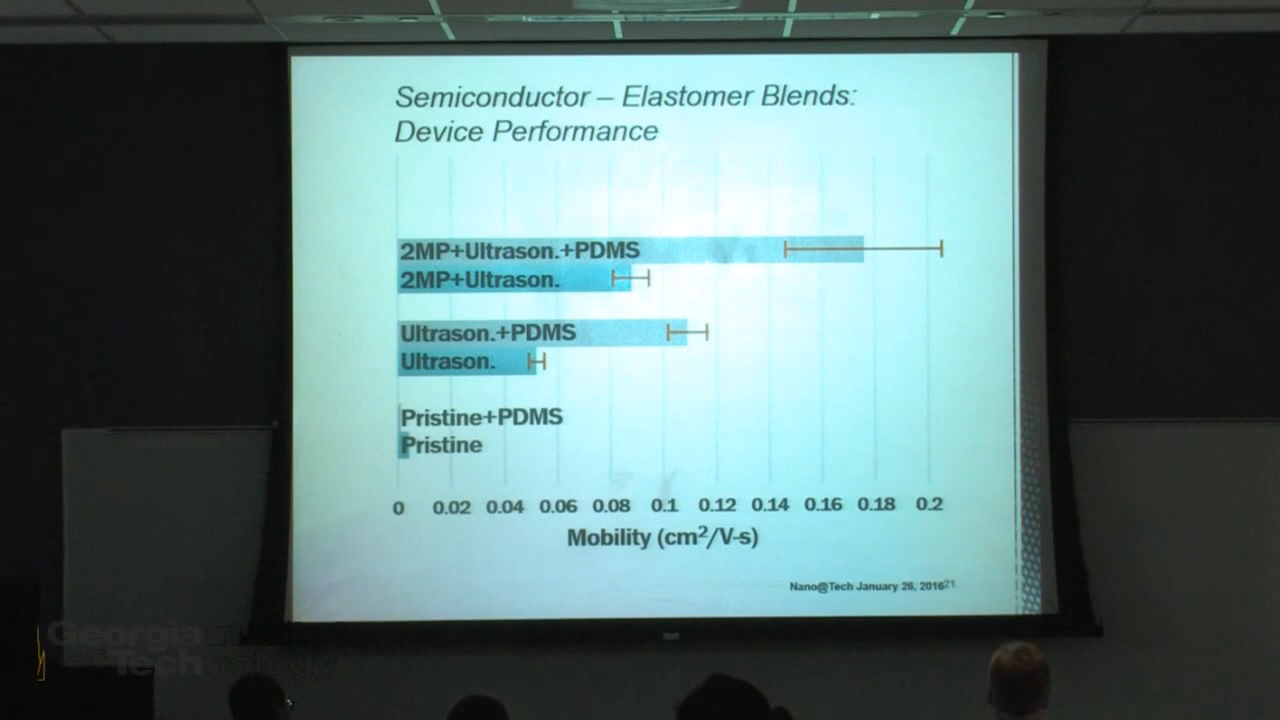 Semiconductor – Elastomer Blends:
Device Performance
2MP+Ultrason.+PDMS
2MP+Ultrason.
Ultrason.+PDMS
Ultrason.
Pristine+PDMS
Pristine
0 0.02 0.04 0.06 0.08 0.1 0.12 0.14 0.16 0.18 0.2
Mobility (cm²/V-s)
Nano@Tech January 26, 2016 21
Georgia
Tech